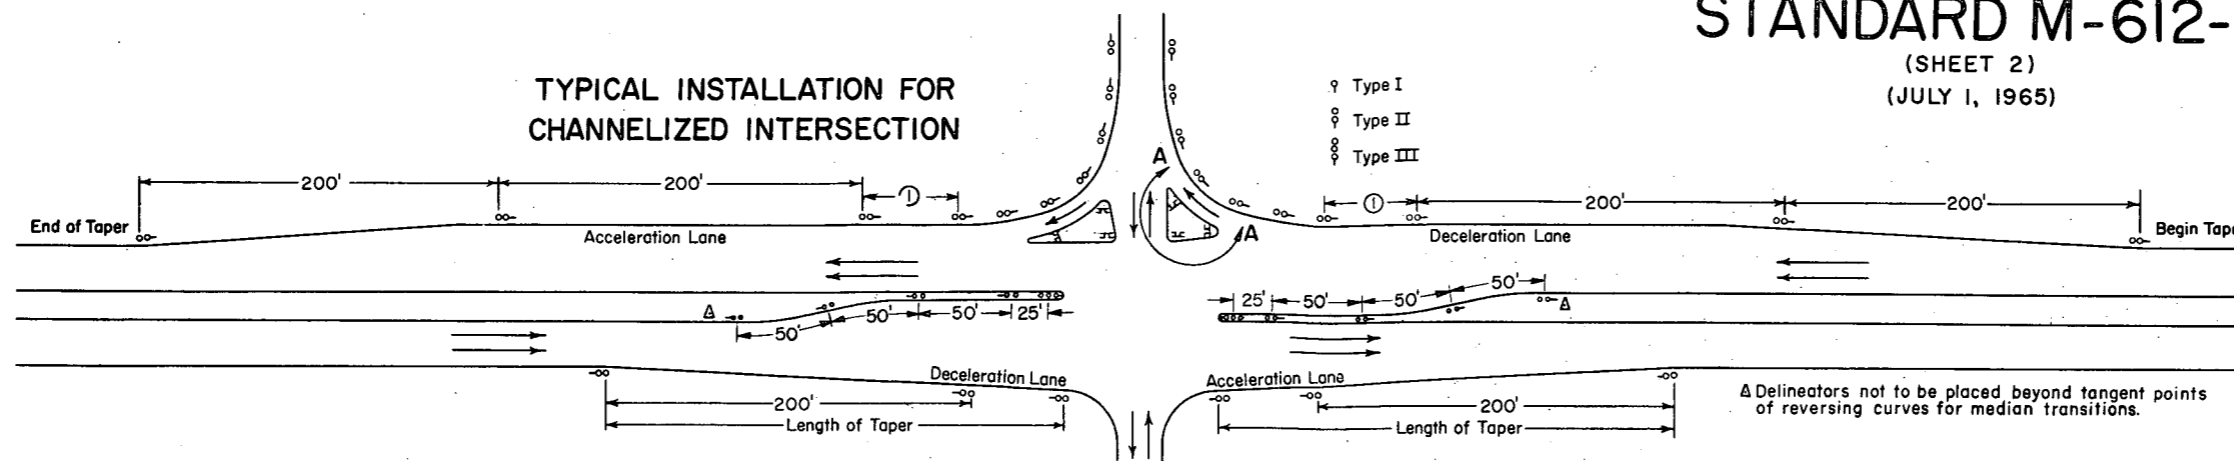 STANDARD M-612-
(SHEET 2)
(JULY 1, 1965)
TYPICAL INSTALLATION FOR
CHANNELIZED INTERSECTION
Type I
Type II
Type III
A
200'
200'
①
①
200'
200'
End of Taper
Acceleration Lane
A
Deceleration Lane
Begin Tape
50'
25'
50'
50'
Δ
Δ
50'
50'
50'
25'
Deceleration Lane
Acceleration Lane
200'
Length of Taper
200'
Length of Taper
Δ Delineators not to be placed beyond tangent points
of reversing curves for median transitions.